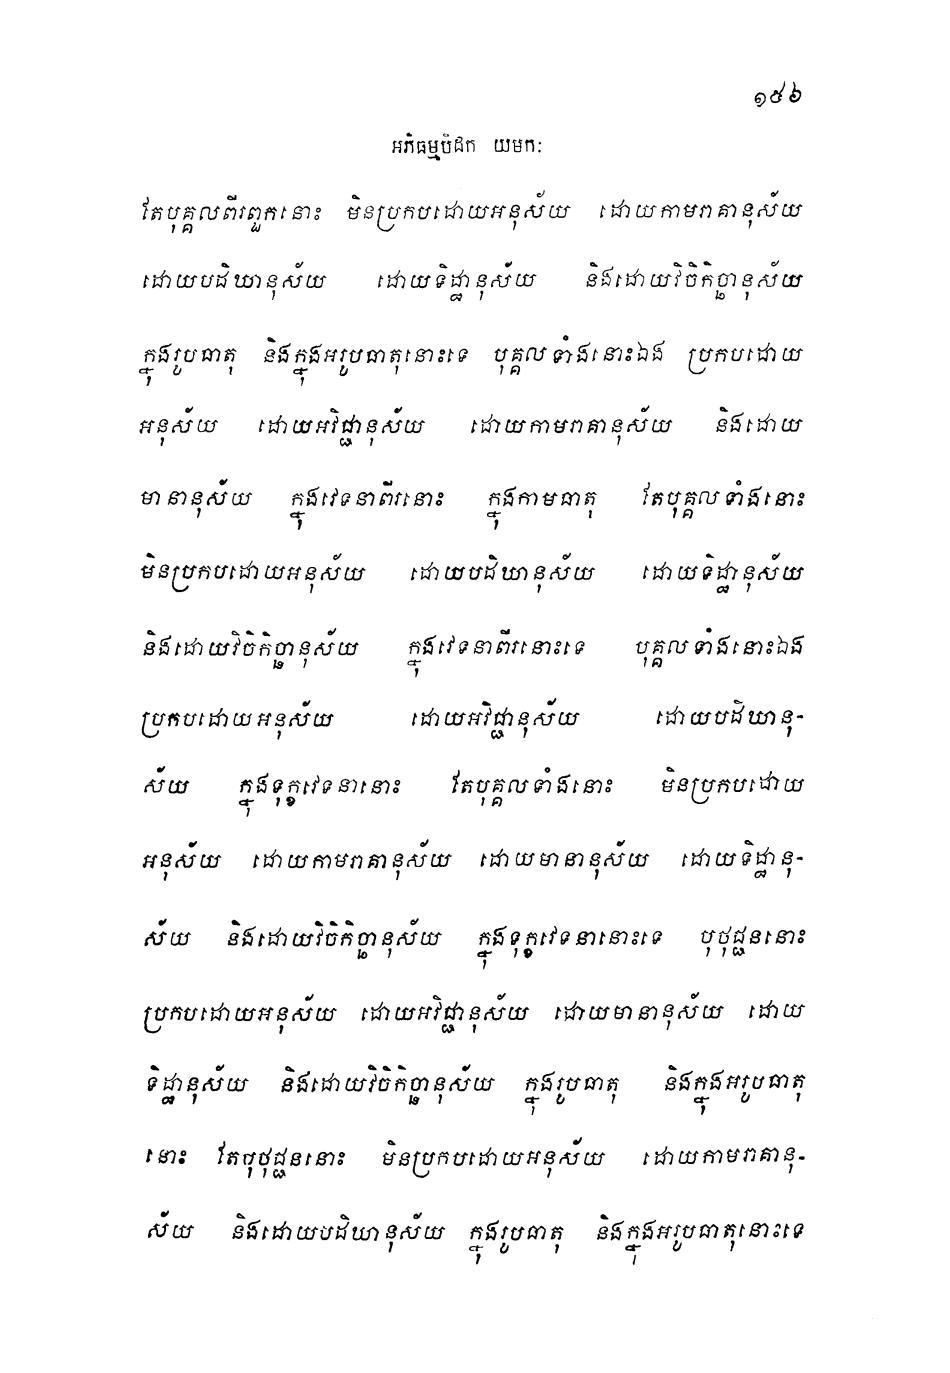 ១៩៦
អភិធម្មបិដក យមកៈ
តែបុគ្គលពីរពួកនោះ មិនប្រកបដោយអនុស័យ ដោយកាមរាគានុស័យ
ដោយបដិឃានុស័យ ដោយទិដ្ឋានុស័យ និងដោយវិចិកិច្ឆានុស័យ
ក្នុងរូបធាតុ និងក្នុងអរូបធាតុនោះទេ បុគ្គលទាំងនោះឯង ប្រកបដោយ
អនុស័យ ដោយអវិជ្ជានុស័យ ដោយកាមរាគានុស័យ និងដោយ
មានានុស័យ ក្នុងវេទនាពីរនោះ ក្នុងកាមធាតុ តែបុគ្គលទាំងនោះ
មិនប្រកបដោយអនុស័យ ដោយបដិឃានុស័យ ដោយទិដ្ឋានុស័យ
និងដោយវិចិកិច្ឆានុស័យ ក្នុងវេទនាពីរនោះទេ បុគ្គលទាំងនោះឯង
ប្រកបដោយអនុស័យ ដោយអវិជ្ជានុស័យ ដោយបដិឃានុ-
ស័យ ក្នុងទុក្ខវេទនានោះ តែបុគ្គលទាំងនោះ មិនប្រកបដោយ
អនុស័យ ដោយកាមរាគានុស័យ ដោយមានានុស័យ ដោយទិដ្ឋានុ-
ស័យ និងដោយវិចិកិច្ឆានុស័យ ក្នុងទុក្ខវេទនានោះទេ បុថុជ្ជននោះ
ប្រកបដោយអនុស័យ ដោយអវិជ្ជានុស័យ ដោយមានានុស័យ ដោយ
ទិដ្ឋានុស័យ និងដោយវិចិកិច្ឆានុស័យ ក្នុងរូបធាតុ និងក្នុងអរូបធាតុ
នោះ តែបុថុជ្ជននោះ មិនប្រកបដោយអនុស័យ ដោយកាមរាគានុ-
ស័យ និងដោយបដិឃានុស័យ ក្នុងរូបធាតុ និងក្នុងអរូបធាតុនោះទេ